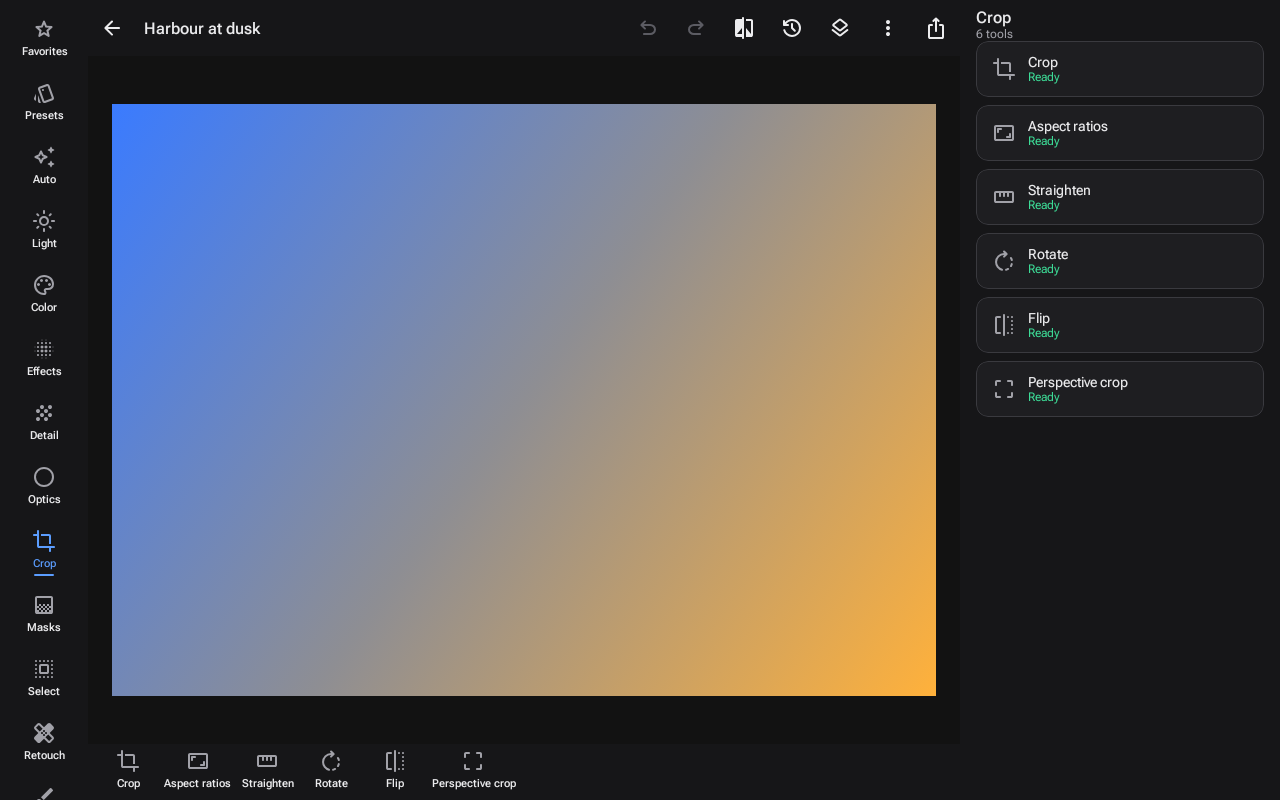 Favorites
Presets
Auto
Light
Color
Effects
Detail
Optics
Crop
Masks
Select
Retouch
Harbour at dusk
Crop
Aspect ratios
Straighten
Rotate
Flip
Perspective crop
Crop
6 tools
Crop
Ready
Aspect ratios
Ready
Straighten
Ready
Rotate
Ready
Flip
Ready
Perspective crop
Ready